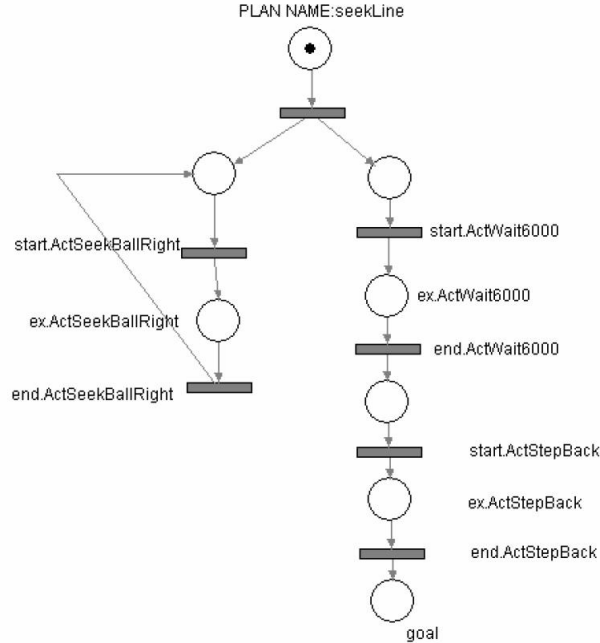 PLAN NAME:seekLine
start.ActSeekBallRight
start.ActWait6000
ex.ActSeekBallRight
ex.ActWait6000
end.ActSeekBallRight
end.ActWait6000
start.ActStepBack
ex.ActStepBack
end.ActStepBack
goal